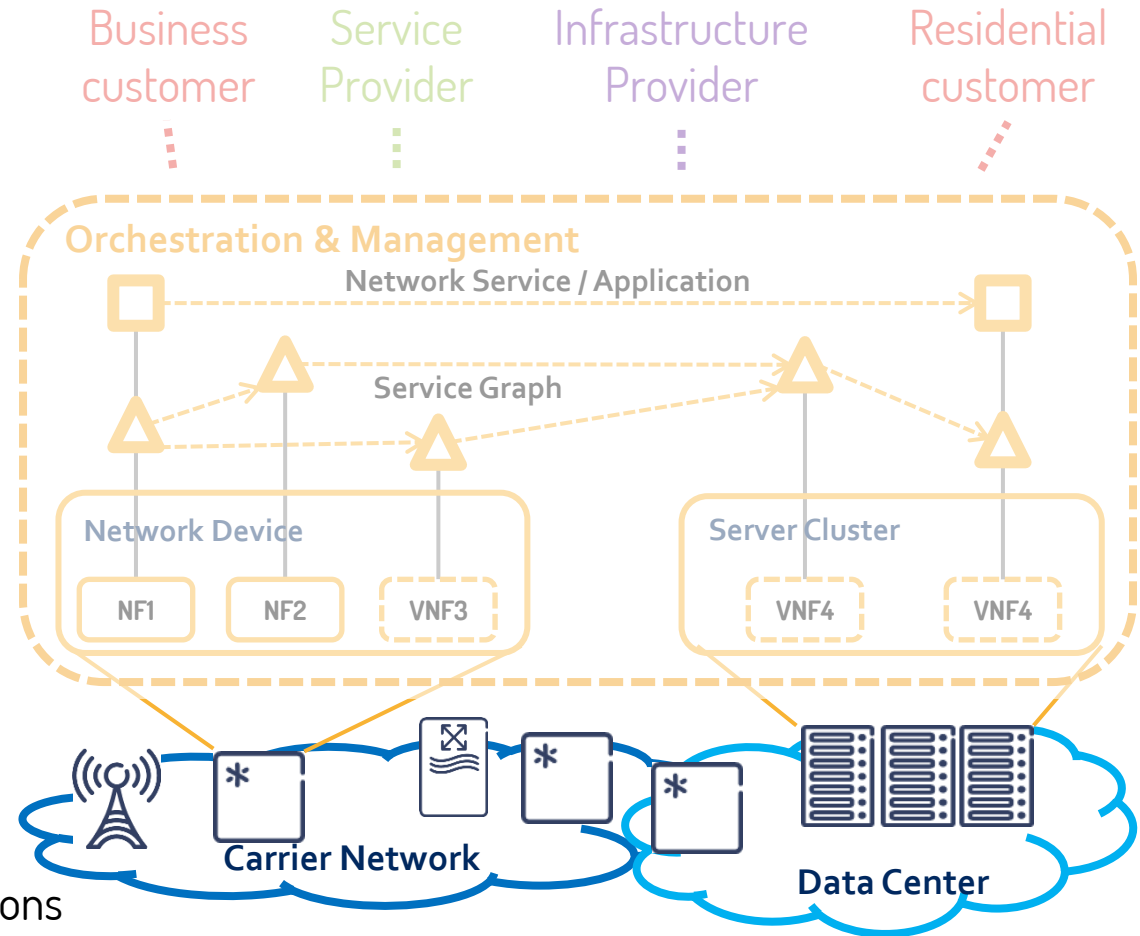 Business customer
Service Provider
Infrastructure Provider
Residential customer
Orchestration & Management
Network Service / Application
Service Graph
Network Device
Server Cluster
NF1
NF2
VNF3
VNF4
VNF4
Carrier Network
Data Center
ons